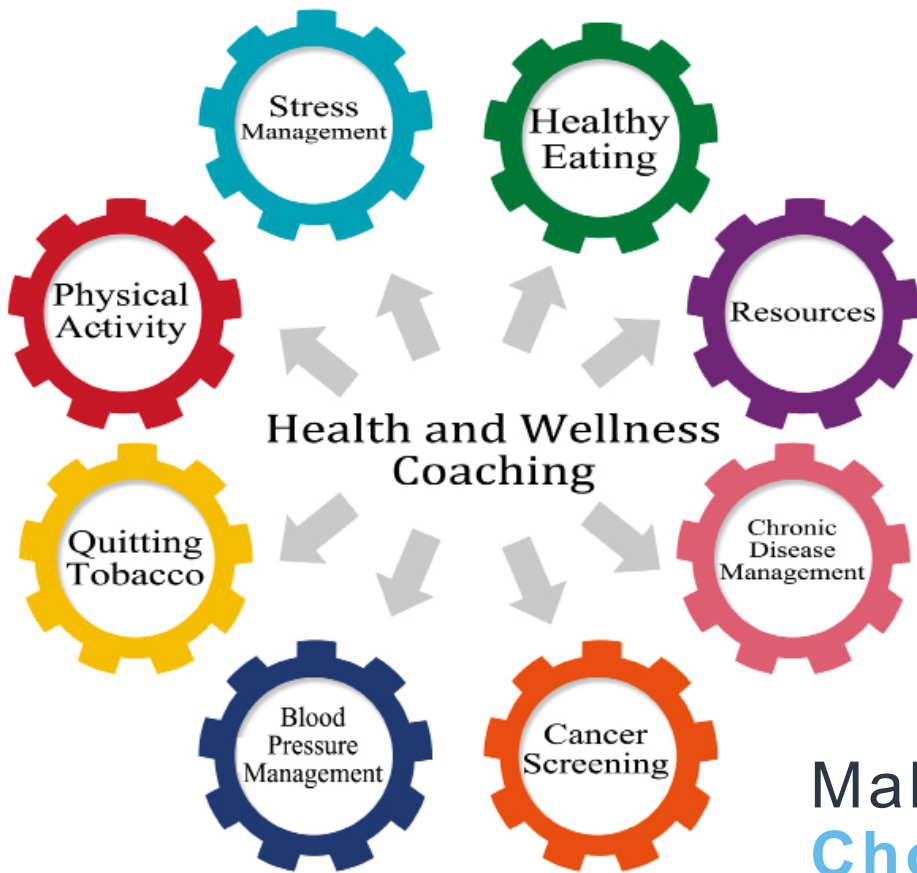 Stress
Management
Healthy
Eating
Physical
Activity
Resources
Health and Wellness
Coaching
Quitting
Tobacco
Chronic
Disease
Management
Blood
Pressure
Management
Cancer
Screening